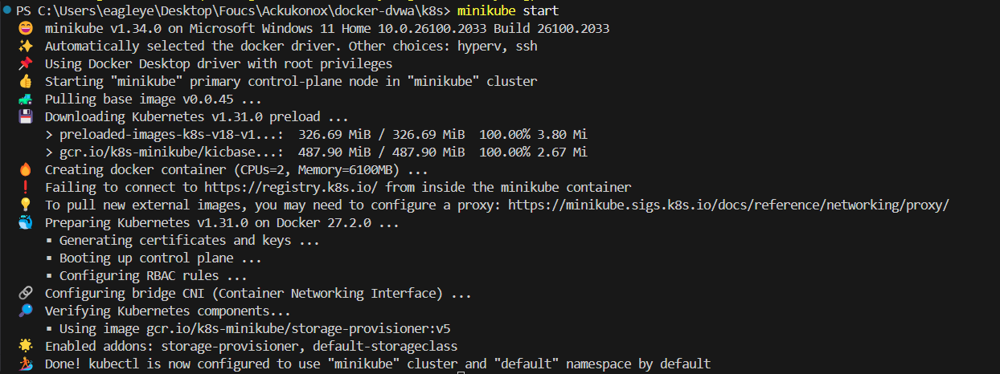 PS C:\Users\eagleye\Desktop\Foucs\Ackukonox\docker-dvwa\k8s> minikube start
😄 minikube v1.34.0 on Microsoft Windows 11 Home 10.0.26100.2033 Build 26100.2033
✨ Automatically selected the docker driver. Other choices: hyperv, ssh
📌 Using Docker Desktop driver with root privileges
👍 Starting "minikube" primary control-plane node in "minikube" cluster
🚜 Pulling base image v0.0.45 ...
💾 Downloading Kubernetes v1.31.0 preload ...
> preloaded-images-k8s-v18-v1...: 326.69 MiB / 326.69 MiB 100.00% 3.80 Mi
> gcr.io/k8s-minikube/kicbase...: 487.90 MiB / 487.90 MiB 100.00% 2.67 Mi
🔥 Creating docker container (CPUs=2, Memory=6100MB) ...
❗ Failing to connect to https://registry.k8s.io/ from inside the minikube container
💡 To pull new external images, you may need to configure a proxy: https://minikube.sigs.k8s.io/docs/reference/networking/proxy/
🐳 Preparing Kubernetes v1.31.0 on Docker 27.2.0 ...
▪ Generating certificates and keys ...
▪ Booting up control plane ...
▪ Configuring RBAC rules ...
🔗 Configuring bridge CNI (Container Networking Interface) ...
🔎 Verifying Kubernetes components...
▪ Using image gcr.io/k8s-minikube/storage-provisioner:v5
🌟 Enabled addons: storage-provisioner, default-storageclass
🏄 Done! kubectl is now configured to use "minikube" cluster and "default" namespace by default